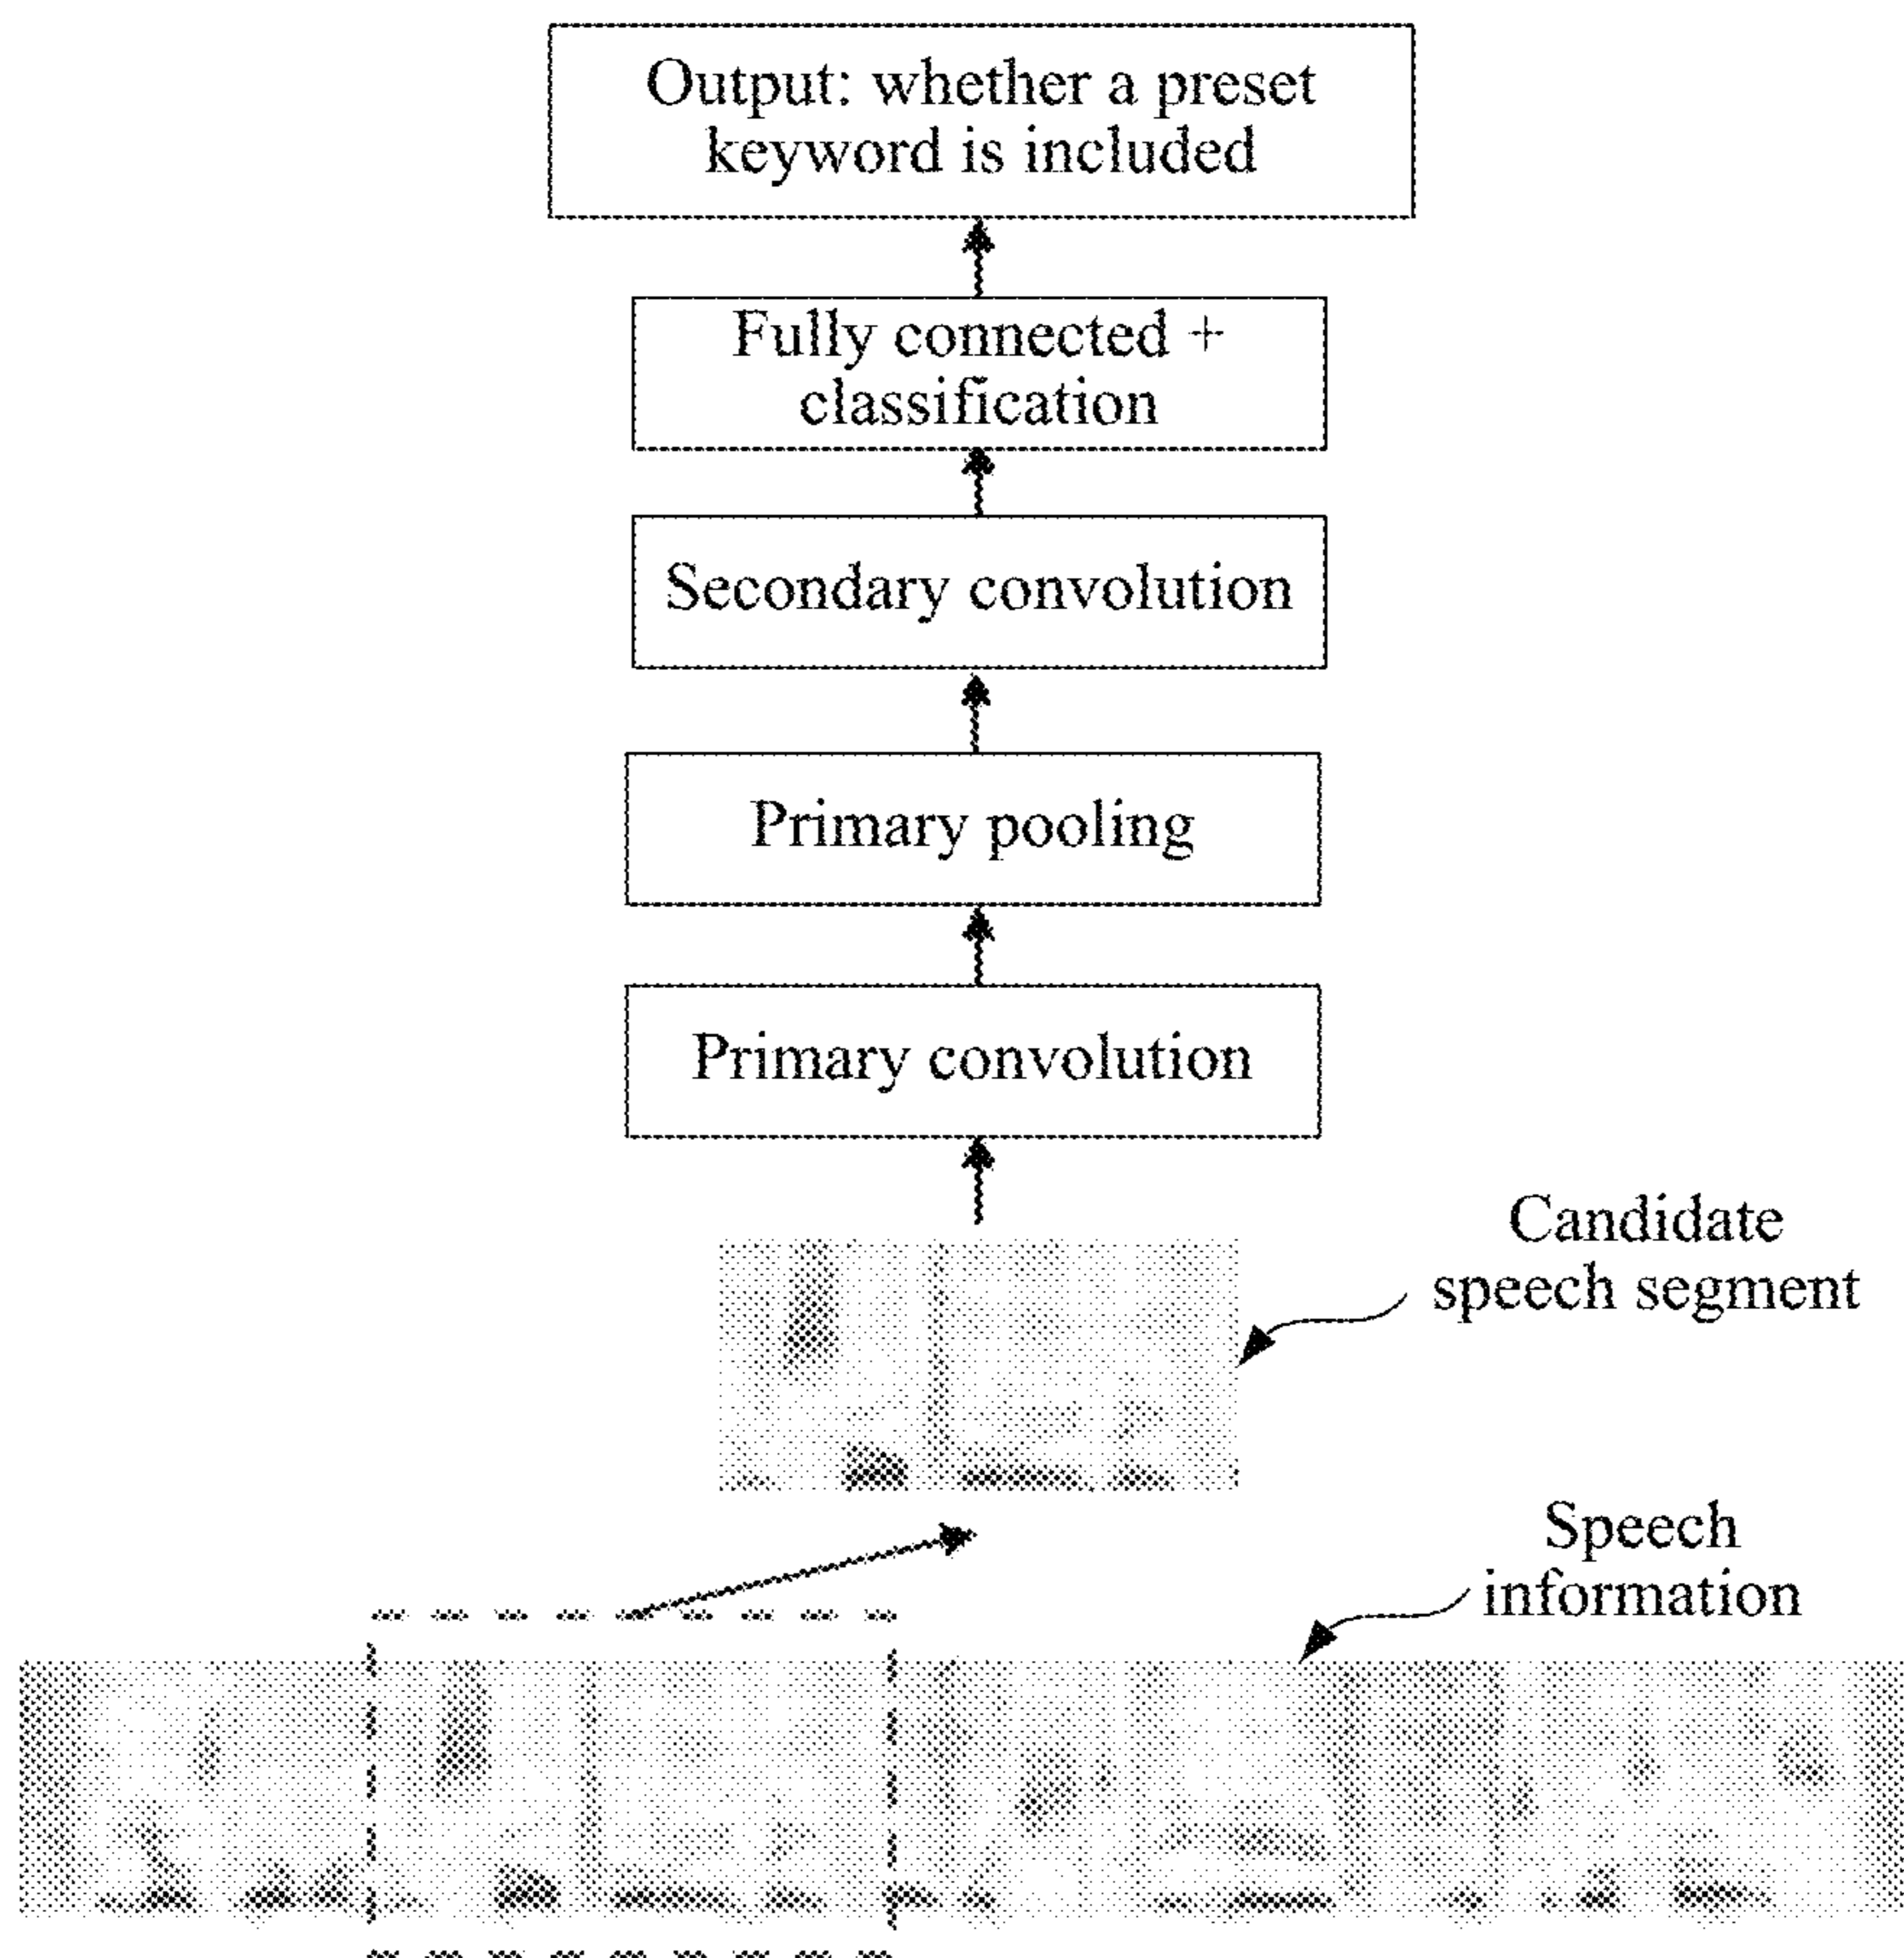 Output: whether a preset
keyword is included
Fully connected +
classification
Secondary convolution
Primary pooling
Primary convolution
Candidate
speech segment
Speech
information